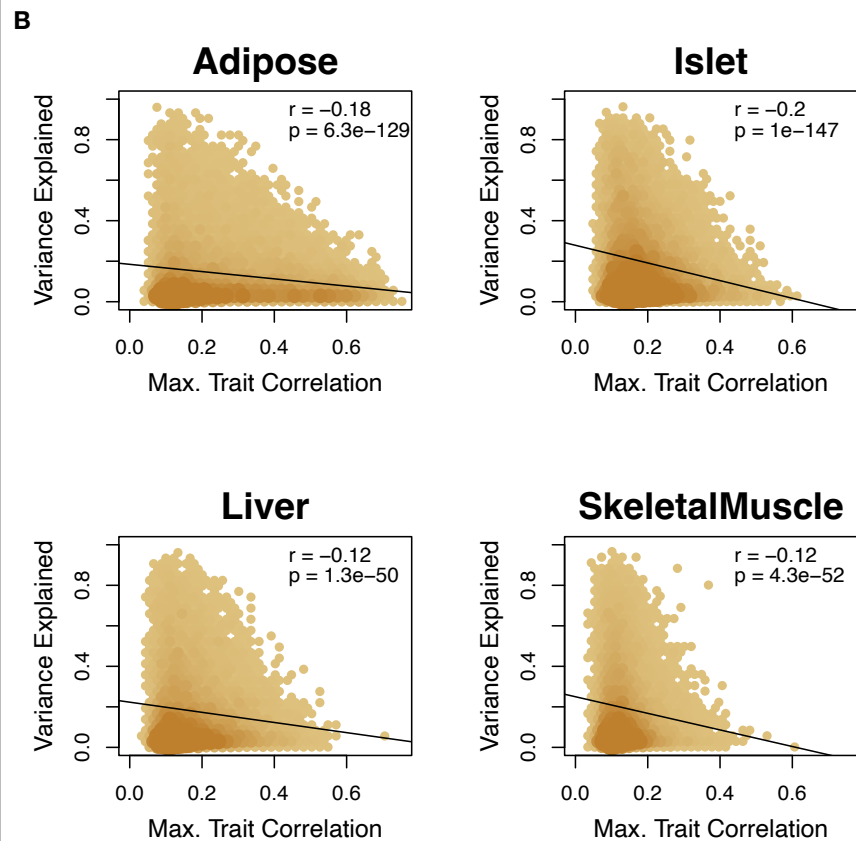 B
Adipose
Variance Explained
0.0 0.4 0.8
r = −0.18
p = 6.3e−129
0.0 0.2 0.4 0.6
Max. Trait Correlation
Islet
Variance Explained
0.0 0.4 0.8
r = −0.2
p = 1e−147
0.0 0.2 0.4 0.6
Max. Trait Correlation
Liver
Variance Explained
0.0 0.4 0.8
r = −0.12
p = 1.3e−50
0.0 0.2 0.4 0.6
Max. Trait Correlation
SkeletalMuscle
Variance Explained
0.0 0.4 0.8
r = −0.12
p = 4.3e−52
0.0 0.2 0.4 0.6
Max. Trait Correlation